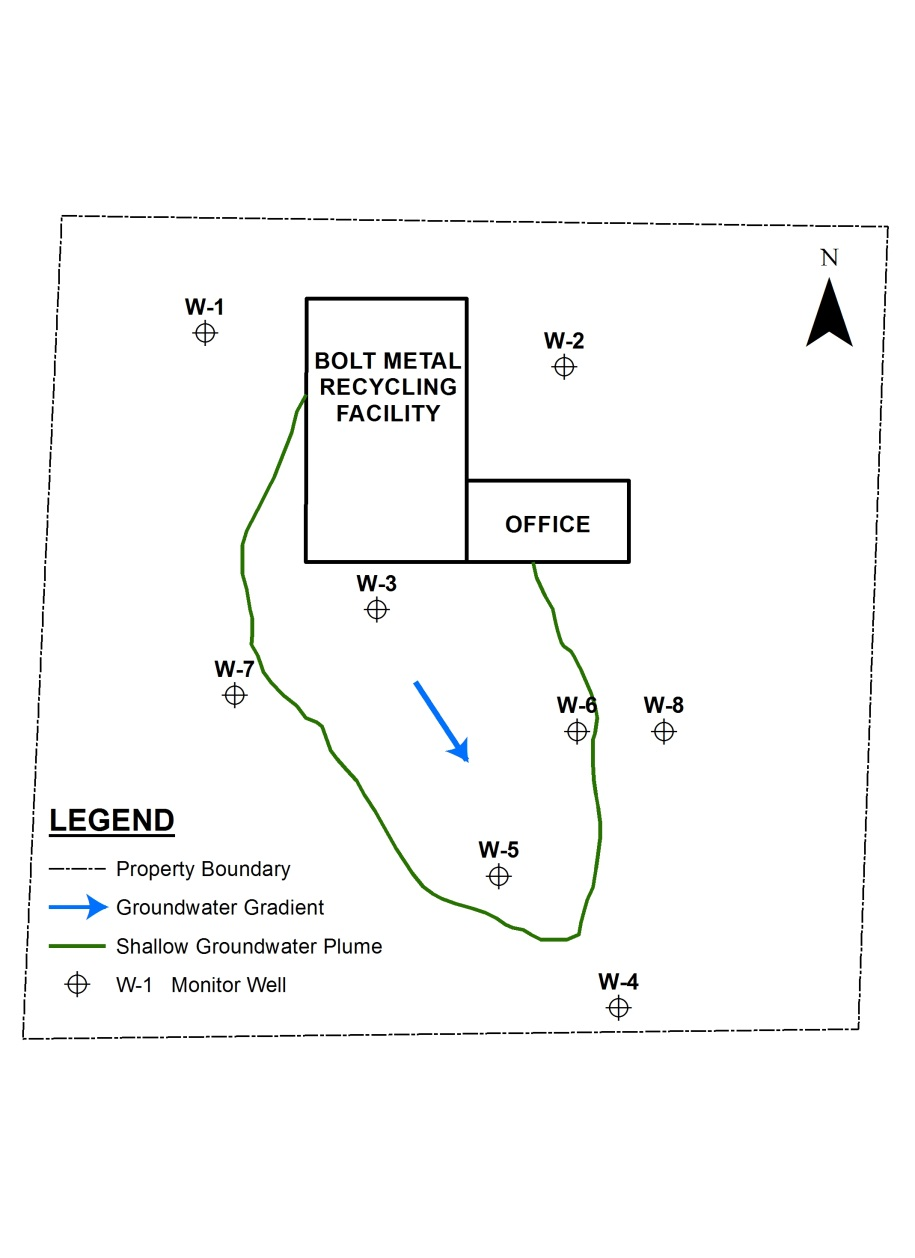 N
W-1
W-2
BOLT METAL
RECYCLING
FACILITY
OFFICE
W-3
W-7
W-6
W-8
W-5
W-4
LEGEND
Property Boundary
Groundwater Gradient
Shallow Groundwater Plume
W-1 Monitor Well